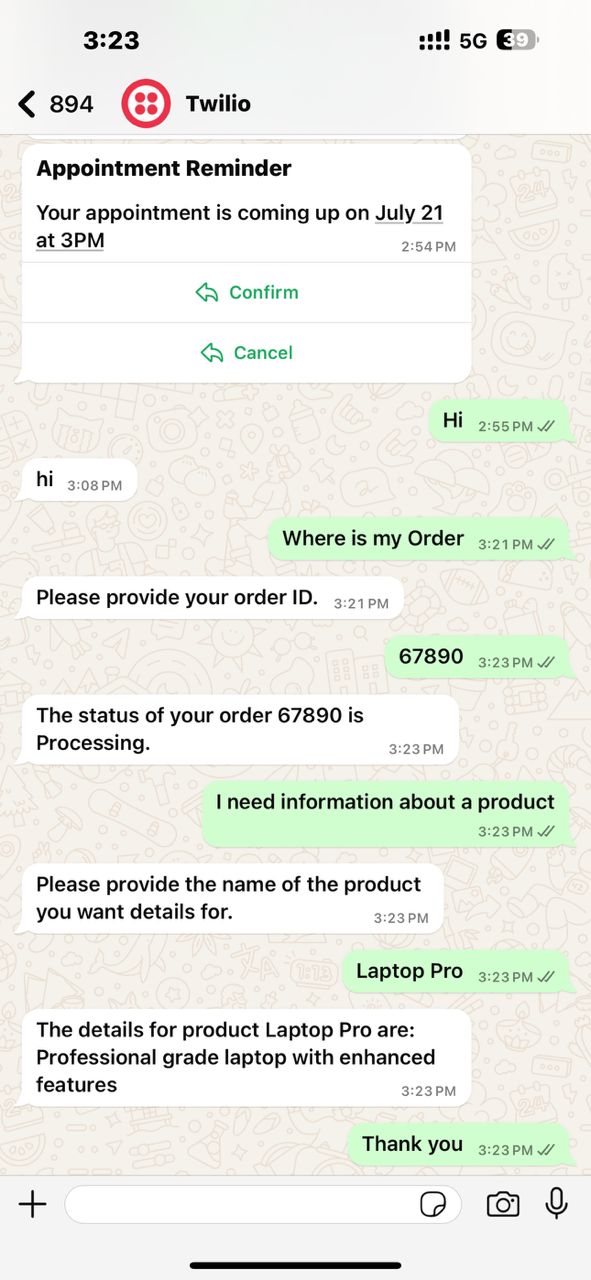 3:23
5G
39
894
Twilio
Appointment Reminder
Your appointment is coming up on July 21
at 3PM
2:54 PM
Confirm
Cancel
Hi 2:55 PM
hi 3:08 PM
Where is my Order 3:21 PM
Please provide your order ID. 3:21 PM
67890 3:23 PM
The status of your order 67890 is
Processing.
3:23 PM
I need information about a product
3:23 PM
Please provide the name of the product
you want details for.
3:23 PM
Laptop Pro 3:23 PM
The details for product Laptop Pro are:
Professional grade laptop with enhanced
features
3:23 PM
Thank you 3:23 PM